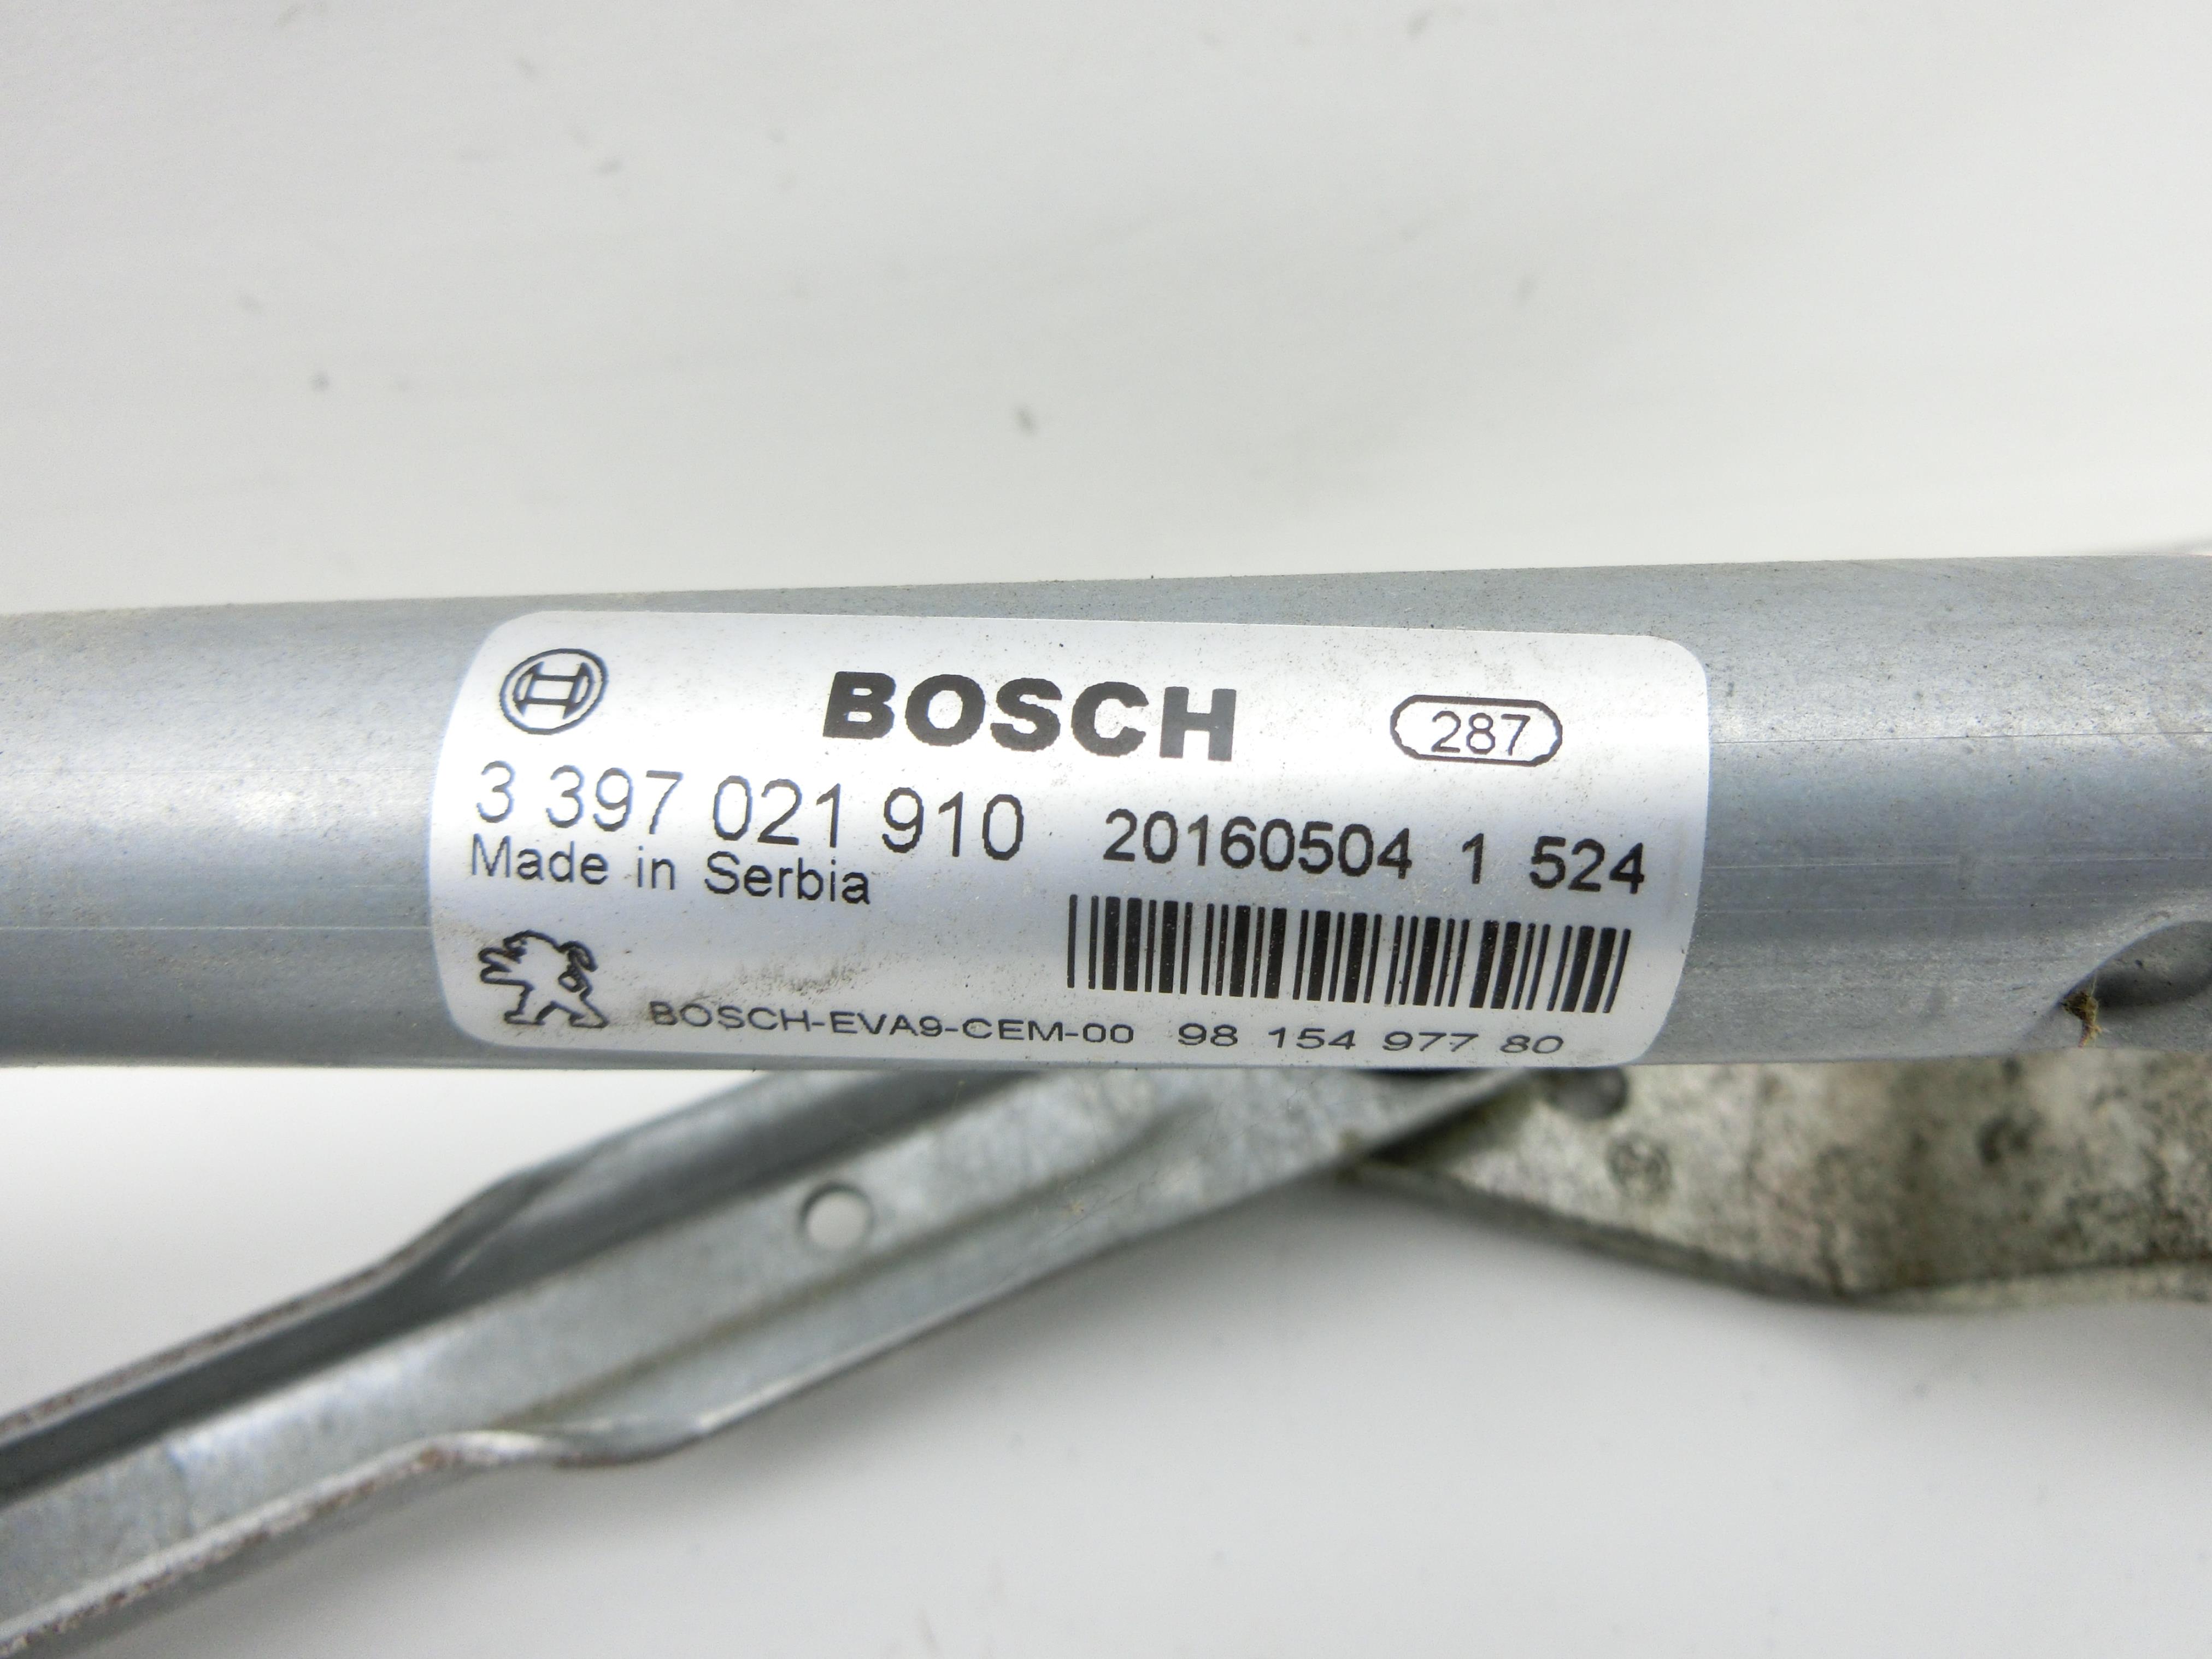 BOSCH 287
3 397 021 910 20160504 1 524
Made in Serbia
BOSCH-EVA9-CEM-00 98 154 977 80